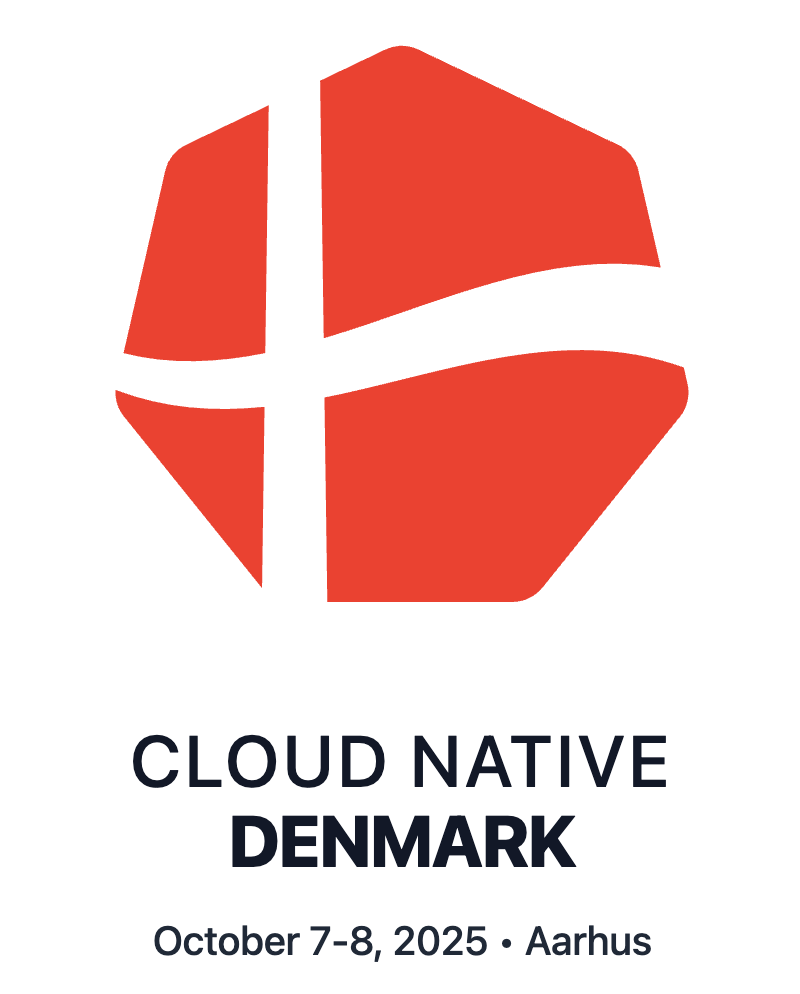 CLOUD NATIVE
DENMARK
October 7-8, 2025 • Aarhus